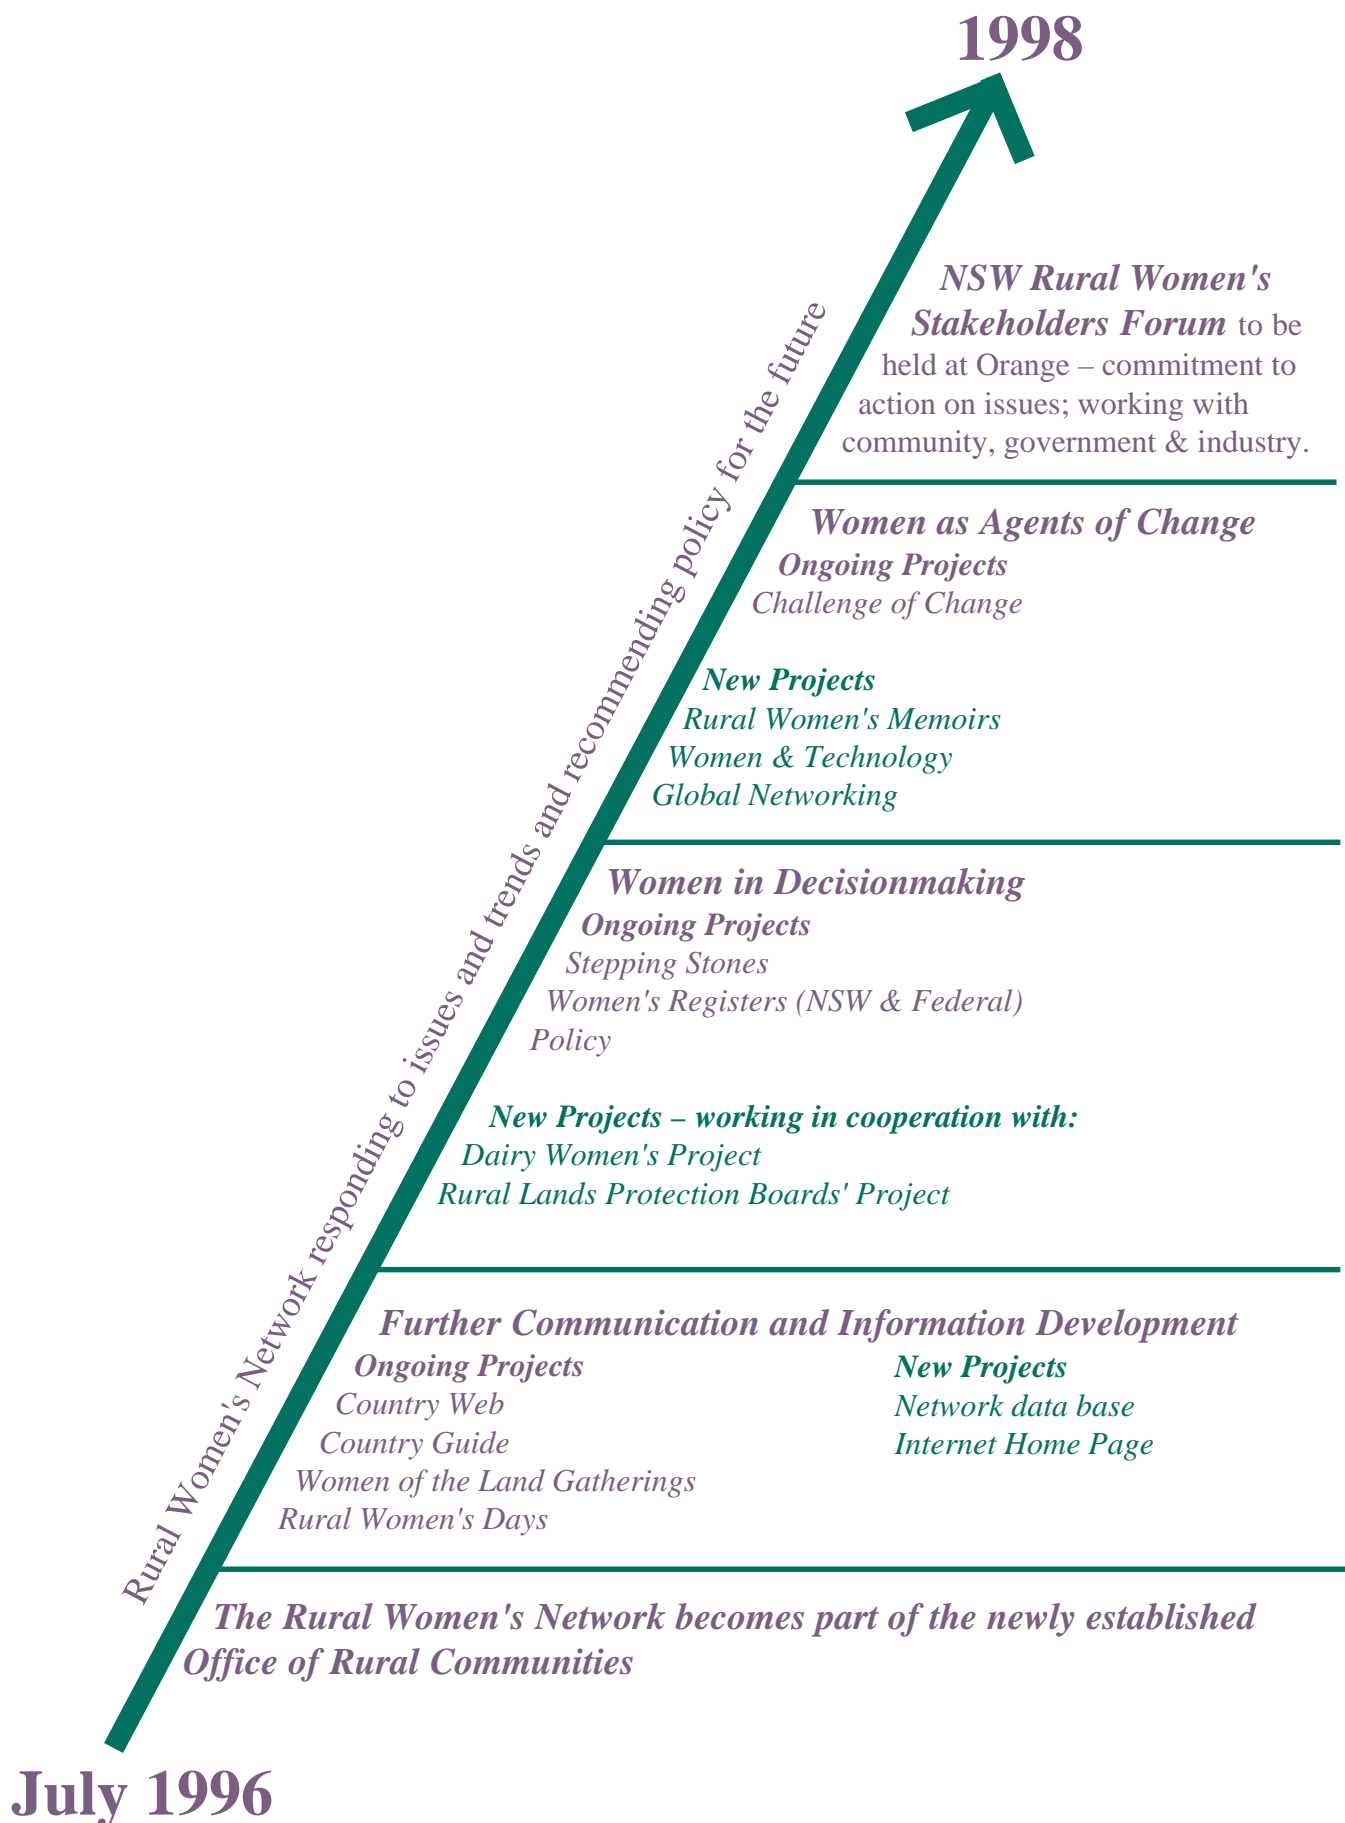 1998
NSW Rural Women's
Stakeholders Forum to be
held at Orange – commitment to
action on issues; working with
community, government & industry.
Rural Women's Network responding to issues and trends and recommending policy for the future
Women as Agents of Change
Ongoing Projects
Challenge of Change
New Projects
Rural Women's Memoirs
Women & Technology
Global Networking
Women in Decisionmaking
Ongoing Projects
Stepping Stones
Women's Registers (NSW & Federal)
Policy
New Projects – working in cooperation with:
Dairy Women's Project
Rural Lands Protection Boards' Project
Further Communication and Information Development
Ongoing Projects
Country Web
Country Guide
Women of the Land Gatherings
Rural Women's Days
New Projects
Network data base
Internet Home Page
The Rural Women's Network becomes part of the newly established
Office of Rural Communities
July 1996